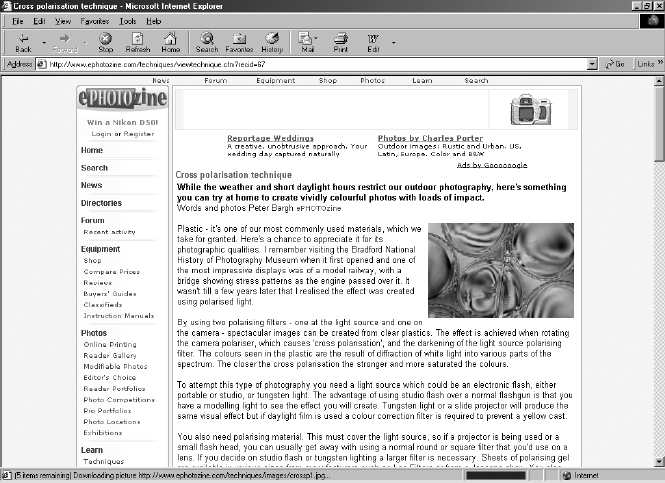 Cross polarisation technique - Microsoft Internet Explorer
File Edit View Favorites Tools Help
Back Forward Stop Refresh Home Search Favorites History Mail Print Edit
Address http://www.ephotozine.com/techniques/viewtechnique.cfm?recid=67 Go Links »
News Forum Equipment Shop Photos Learn Search
ePHOTOzine
Win a Nikon D50!
Login or Register
Home
Search
News
Directories
Forum
Recent activity
Equipment
Shop
Compare Prices
Reviews
Buyers' Guides
Classifieds
Instruction Manuals
Photos
Online Printing
Reader Gallery
Modifiable Photos
Editor's Choice
Reader Portfolios
Photo Competitions
Pro Portfolios
Photo Locations
Exhibitions
Learn
Techniques
Reportage Weddings
A creative, unobtrusive approach, Your
wedding day captured naturally
Photos by Charles Porter
Outdoor Images: Rustic and Urban. US,
Latin, Europe. Color and B&W
Ads by Goooooogle
Cross polarisation technique
While the weather and short daylight hours restrict our outdoor photography, here's something
you can try at home to create vividly colourful photos with loads of impact.
Words and photos Peter Bargh ePHOTOzine
Plastic - it's one of our most commonly used materials, which we
take for granted. Here's a chance to appreciate it for its
photographic qualities. I remember visiting the Bradford National
History of Photography Museum when it first opened and one of
the most impressive displays was of a model railway, with a
bridge showing stress patterns as the engine passed over it. It
wasn't till a few years later that I realised the effect was created
using polarised light.
By using two polarising filters - one at the light source and one on
the camera - spectacular images can be created from clear plastics. The effect is achieved when rotating
the camera polariser, which causes 'cross polarisation', and the darkening of the light source polarising
filter. The colours seen in the plastic are the result of diffraction of white light into various parts of the
spectrum. The closer the cross polarisation the stronger and more saturated the colours.
To attempt this type of photography you need a light source which could be an electronic flash, either
portable or studio, or tungsten light. The advantage of using studio flash over a normal flashgun is that you
have a modelling light to see the effect you will create. Tungsten light or a slide projector will produce the
same visual effect but if daylight film is used a colour correction filter is required to prevent a yellow cast.
You also need polarising material. This must cover the light source, so if a projector is being used or a
small flash head, you can usually get away with using a normal round or square filter that you'd use on a
lens. If you decide on studio flash or tungsten lighting a larger filter is necessary. Sheets of polarising gel
(5 items remaining) Downloading picture http://www.ephotozine.com/techniques/images/crossp1.jpg...
Internet